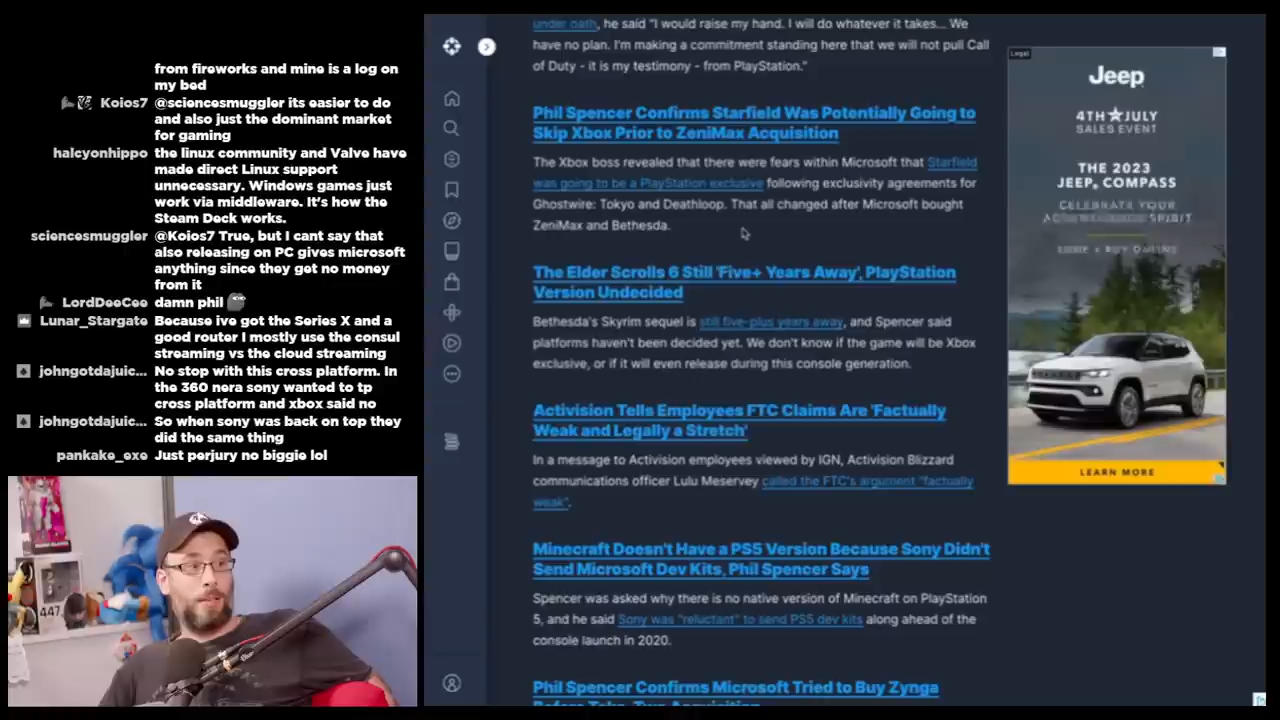 from fireworks and mine is a log on
my bed
Koios7 @sciencesmuggler its easier to do
and also just the dominant market
for gaming
halcyonhippo the linux community and Valve have
made direct Linux support
unnecessary. Windows games just
work via middleware. It's how the
Steam Deck works.
sciencesmuggler @Koios7 True, but I cant say that
also releasing on PC gives microsoft
anything since they get no money
from it
LordDeeCee damn phil
Lunar_Stargate Because ive got the Series X and a
good router I mostly use the consul
streaming vs the cloud streaming
johngotdajuic... No stop with this cross platform. In
the 360 nera sony wanted to tp
cross platform and xbox said no
johngotdajuic... So when sony was back on top they
did the same thing
pankake_exe Just perjury no biggie lol
447
under oath, he said "I would raise my hand. I will do whatever it takes... We
have no plan. I'm making a commitment standing here that we will not pull Call
of Duty - it is my testimony - from PlayStation."
Phil Spencer Confirms Starfield Was Potentially Going to
Skip Xbox Prior to ZeniMax Acquisition
The Xbox boss revealed that there were fears within Microsoft that Starfield
was going to be a PlayStation exclusive following exclusivity agreements for
Ghostwire: Tokyo and Deathloop. That all changed after Microsoft bought
ZeniMax and Bethesda.
The Elder Scrolls 6 Still 'Five+ Years Away', PlayStation
Version Undecided
Bethesda's Skyrim sequel is still five-plus years away, and Spencer said
platforms haven't been decided yet. We don't know if the game will be Xbox
exclusive, or if it will even release during this console generation.
Activision Tells Employees FTC Claims Are 'Factually
Weak and Legally a Stretch'
In a message to Activision employees viewed by IGN, Activision Blizzard
communications officer Lulu Meservey called the FTC's argument "factually
weak".
Minecraft Doesn't Have a PS5 Version Because Sony Didn't
Send Microsoft Dev Kits, Phil Spencer Says
Spencer was asked why there is no native version of Minecraft on PlayStation
5, and he said Sony was "reluctant" to send PS5 dev kits along ahead of the
console launch in 2020.
Phil Spencer Confirms Microsoft Tried to Buy Zynga
Before Take-Two Acquisition
Legal
Jeep
4TH JULY
SALES EVENT
THE 2023
JEEP. COMPASS
CELEBRATE YOUR
SPIRIT
LEARN MORE